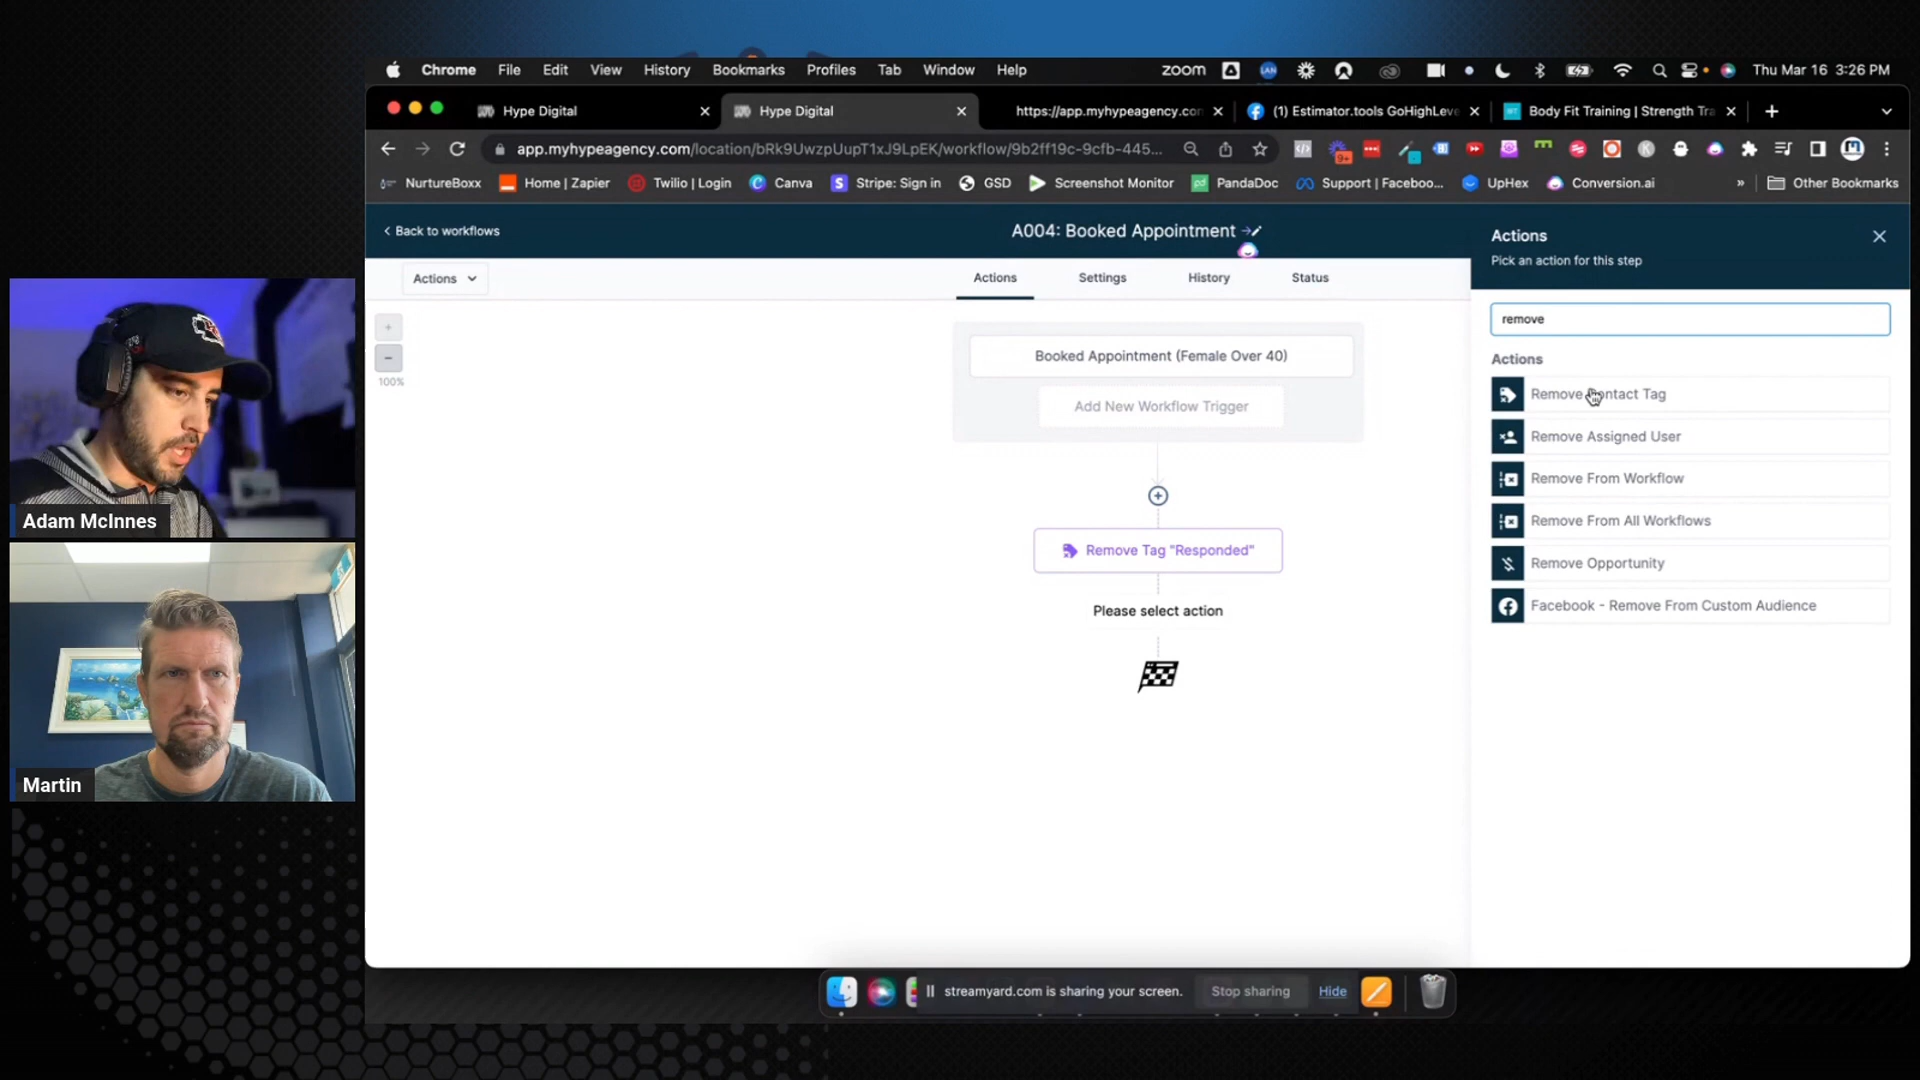 Chrome File Edit View History Bookmarks Profiles Tab Window Help
zoom LAN Thu Mar 16 3:26 PM
Hype Digital
Hype Digital
https://app.myhypeagency.con
(1) Estimator.tools GoHighLeve
Body Fit Training | Strength Tra
app.myhypeagency.com/location/bRk9UwzpUupT1xJ9LpEK/workflow/9b2ff19c-9cfb-445...
9+
NurtureBoxx Home | Zapier Twilio | Login Canva Stripe: Sign in GSD Screenshot Monitor PandaDoc Support | Faceboo... UpHex Conversion.ai » Other Bookmarks
Back to workflows
A004: Booked Appointment
Actions
Pick an action for this step
Actions
Actions Settings History Status
remove
100%
Booked Appointment (Female Over 40)
Add New Workflow Trigger
Remove Tag "Responded"
Please select action
Actions
Remove Contact Tag
Remove Assigned User
Remove From Workflow
Remove From All Workflows
Remove Opportunity
Facebook - Remove From Custom Audience
Adam McInnes
Martin
streamyard.com is sharing your screen. Stop sharing Hide